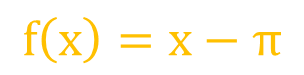 f(x) = x − π